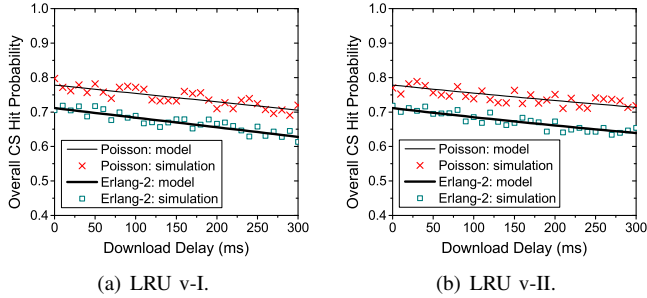 1.0
0.9
0.8
0.7
0.6
0.5
0.4
Overall CS Hit Probability
Poisson: model
Poisson: simulation
Erlang-2: model
Erlang-2: simulation
0 50 100 150 200 250 300
Download Delay (ms)
(a) LRU v-I.
1.0
0.9
0.8
0.7
0.6
0.5
0.4
Overall CS Hit Probability
Poisson: model
Poisson: simulation
Erlang-2: model
Erlang-2: simulation
0 50 100 150 200 250 300
Download Delay (ms)
(b) LRU v-II.